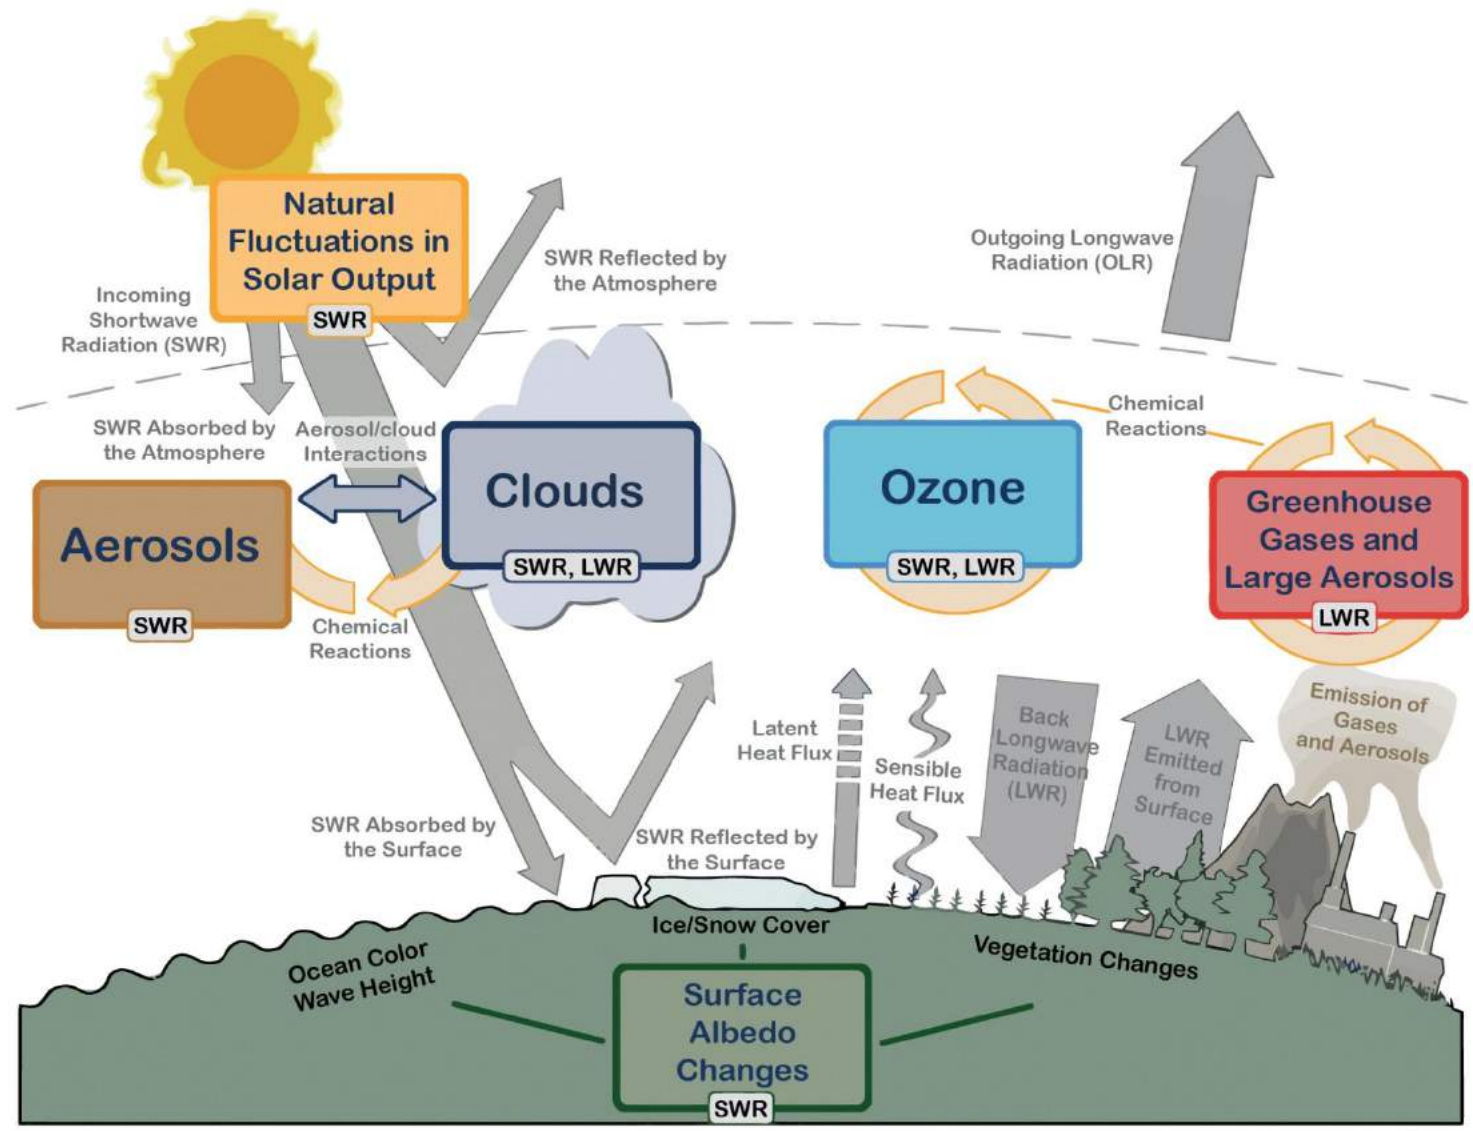 Natural
Fluctuations in
Solar Output
SWR
SWR Reflected by
the Atmosphere
Outgoing Longwave
Radiation (OLR)
Incoming
Shortwave
Radiation (SWR)
SWR Absorbed by
the Atmosphere
Aerosol/cloud
Interactions
Chemical
Reactions
Aerosols
SWR
Clouds
SWR, LWR
Ozone
SWR, LWR
Greenhouse
Gases and
Large Aerosols
LWR
Chemical
Reactions
Latent
Heat Flux
Sensible
Heat Flux
Back
Longwave
Radiation
(LWR)
LWR
Emitted
from
Surface
Emission of
Gases
and Aerosols
SWR Absorbed by
the Surface
SWR Reflected by
the Surface
Ocean Color
Wave Height
Ice/Snow Cover
Vegetation Changes
Surface
Albedo
Changes
SWR